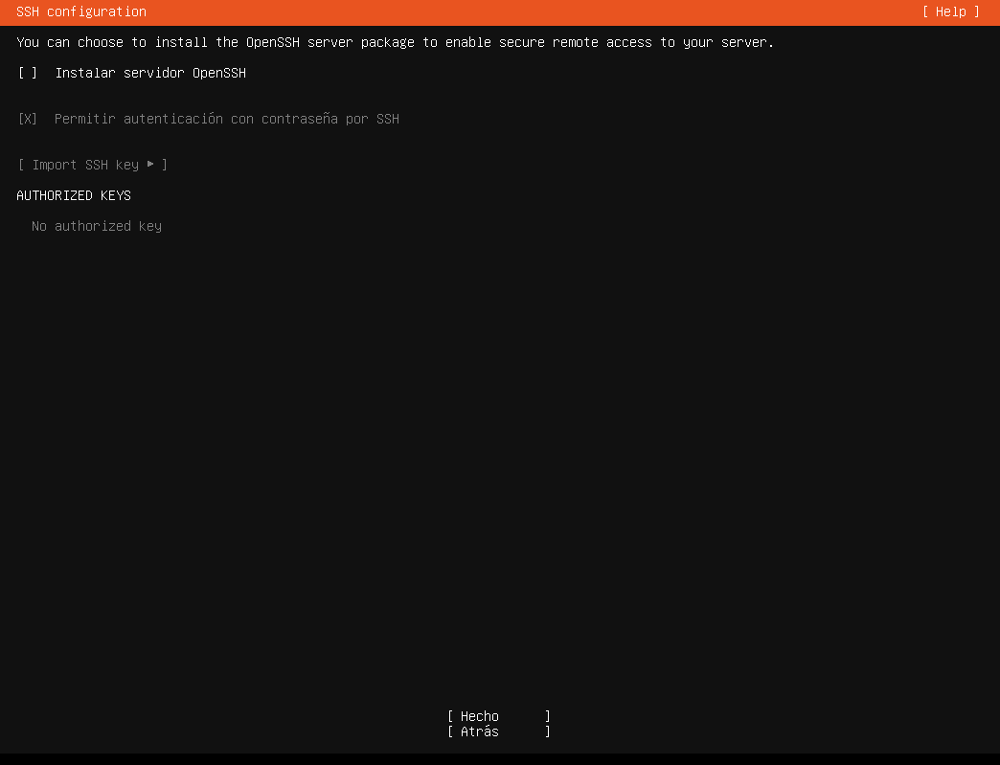 SSH configuration [ Help ]
You can choose to install the OpenSSH server package to enable secure remote access to your server.
[ ] Instalar servidor OpenSSH
[X] Permitir autenticación con contraseña por SSH
[ Import SSH key ▸ ]
AUTHORIZED KEYS
No authorized key
[ Hecho ]
[ Atrás ]